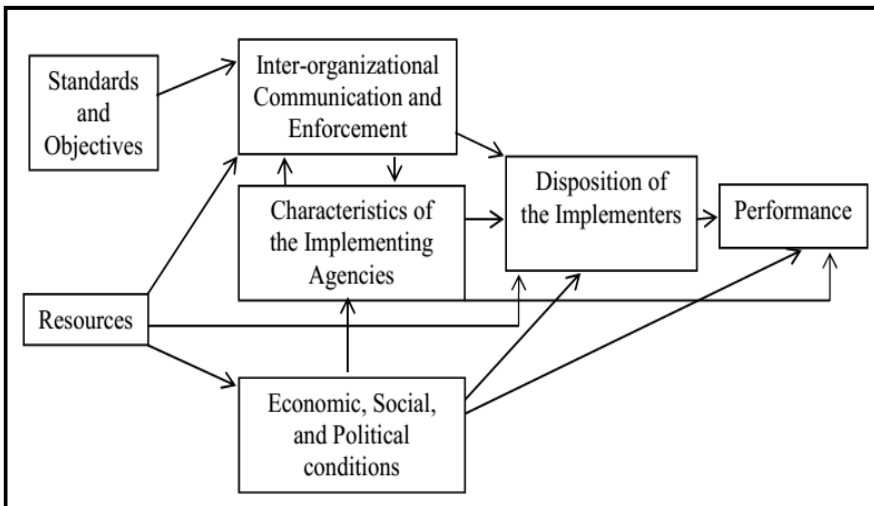 Standards
and
Objectives
Inter-organizational
Communication and
Enforcement
Characteristics of
the Implementing
Agencies
Disposition of
the Implementers
Performance
Resources
Economic, Social,
and Political
conditions